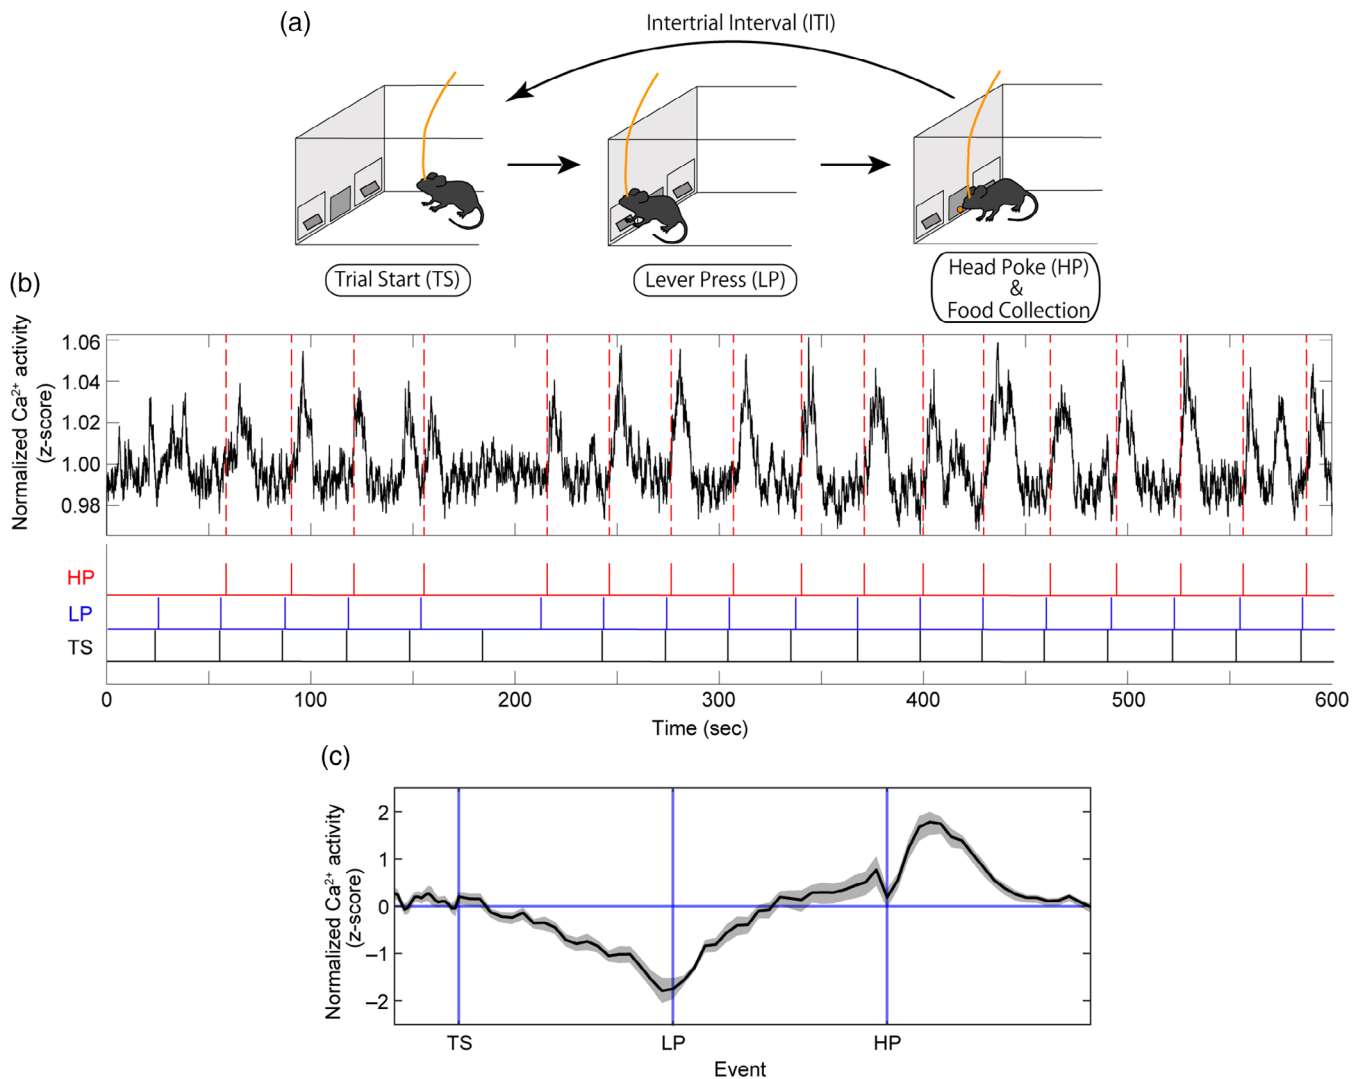 (a)
Intertrial Interval (ITI)
Trial Start (TS)
Lever Press (LP)
Head Poke (HP)
&
Food Collection
(b)
Normalized Ca²⁺ activity
(z-score)
1.06
1.04
1.02
1.00
0.98
HP
LP
TS
0
100
200
300
400
500
600
Time (sec)
(c)
Normalized Ca²⁺ activity
(z-score)
2
1
0
–1
–2
TS
LP
HP
Event